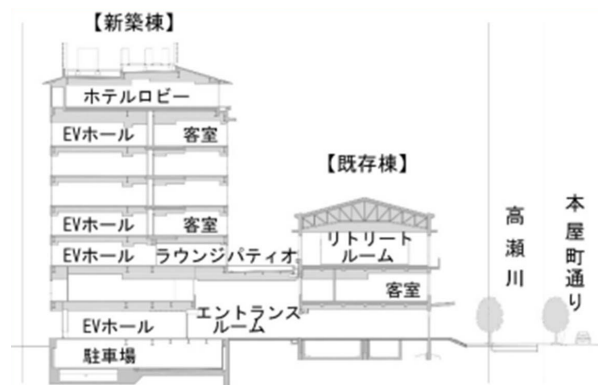 【新築棟】
ホテルロビー
EVホール
客室
【既存棟】
EVホール
客室
EVホール
ラウンジパティオ
リトリート
ルーム
客室
エントランス
ルーム
EVホール
駐車場
高瀬川
本屋町通り